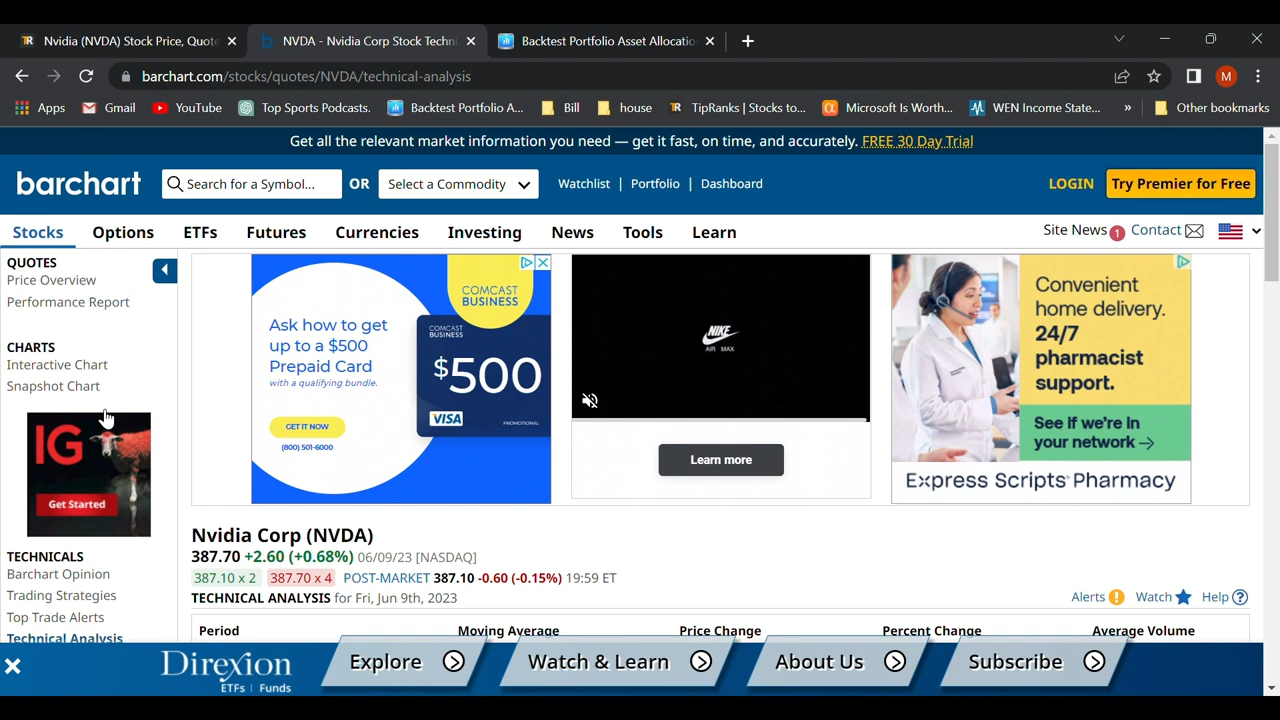 Nvidia (NVDA) Stock Price, Quote
NVDA - Nvidia Corp Stock Techni
Backtest Portfolio Asset Allocatio
barchart.com/stocks/quotes/NVDA/technical-analysis
M
Apps
Gmail
YouTube
Top Sports Podcasts.
Backtest Portfolio A...
Bill
house
TipRanks | Stocks to...
Microsoft Is Worth...
WEN Income State...
»
Other bookmarks
Get all the relevant market information you need — get it fast, on time, and accurately. FREE 30 Day Trial
barchart
Search for a Symbol...
OR
Select a Commodity
Watchlist | Portfolio | Dashboard
LOGIN
Try Premier for Free
Stocks
Options
ETFs
Futures
Currencies
Investing
News
Tools
Learn
Site News 1
Contact
QUOTES
Price Overview
Performance Report
CHARTS
Interactive Chart
Snapshot Chart
IG
Get Started
TECHNICALS
Barchart Opinion
Trading Strategies
Top Trade Alerts
Technical Analysis
COMCAST
BUSINESS
Ask how to get
up to a $500
Prepaid Card
with a qualifying bundle.
GET IT NOW
(800) 501-6000
COMCAST
BUSINESS
$500
VISA
PROMOTIONAL
NIKE
AIR MAX
Learn more
Convenient
home delivery.
24/7
pharmacist
support.
See if we're in
your network →
Express Scripts Pharmacy
Nvidia Corp (NVDA)
387.70 +2.60 (+0.68%) 06/09/23 [NASDAQ]
387.10 x 2 387.70 x 4 POST-MARKET 387.10 -0.60 (-0.15%) 19:59 ET
TECHNICAL ANALYSIS for Fri, Jun 9th, 2023
Alerts
Watch
Help
Period
Moving Average
Price Change
Percent Change
Average Volume
Direxion
ETFs | Funds
Explore
Watch & Learn
About Us
Subscribe